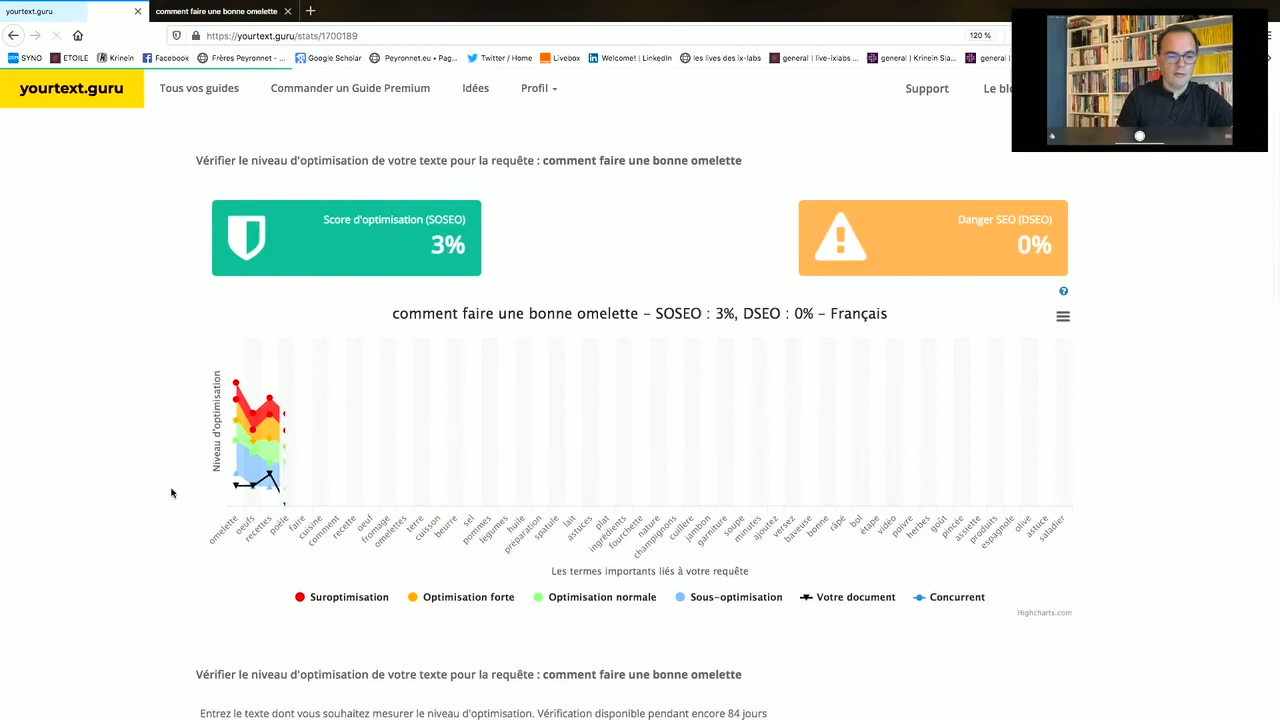 yourtext.guru
comment faire une bonne omelette
https://yourtext.guru/stats/1700189
120 %
SYNO
ETOILE
Krinein
Facebook
Frères Peyronnet - ...
Google Scholar
Peyronnet.eu • Pag...
Twitter / Home
Livebox
Welcome! | LinkedIn
les lives des ix-labs
general | live-ixlabs ...
general | Krinein Sla...
general |
yourtext.guru
Tous vos guides
Commander un Guide Premium
Idées
Profil
Support
Le blo
Vérifier le niveau d'optimisation de votre texte pour la requête : comment faire une bonne omelette
Score d'optimisation (SOSEO)
3%
Danger SEO (DSEO)
0%
comment faire une bonne omelette – SOSEO : 3%, DSEO : 0% – Français
Niveau d'optimisation
omelette
oeufs
recettes
poêle
faire
cuisine
comment
recette
oeuf
fromage
omelettes
terre
cuisson
beurre
sel
pommes
légumes
huile
préparation
spatule
lait
astuces
plat
ingrédients
fourchette
nature
champignons
cuillère
jambon
garniture
soupe
minutes
ajoutez
versez
baveuse
bonne
râpé
bol
étape
vidéo
poivre
herbes
goût
pincée
assiette
produits
espagnole
olive
astuce
saladier
Les termes importants liés à votre requête
Suroptimisation
Optimisation forte
Optimisation normale
Sous-optimisation
Votre document
Concurrent
Highcharts.com
Vérifier le niveau d'optimisation de votre texte pour la requête : comment faire une bonne omelette
Entrez le texte dont vous souhaitez mesurer le niveau d'optimisation. Vérification disponible pendant encore 84 jours